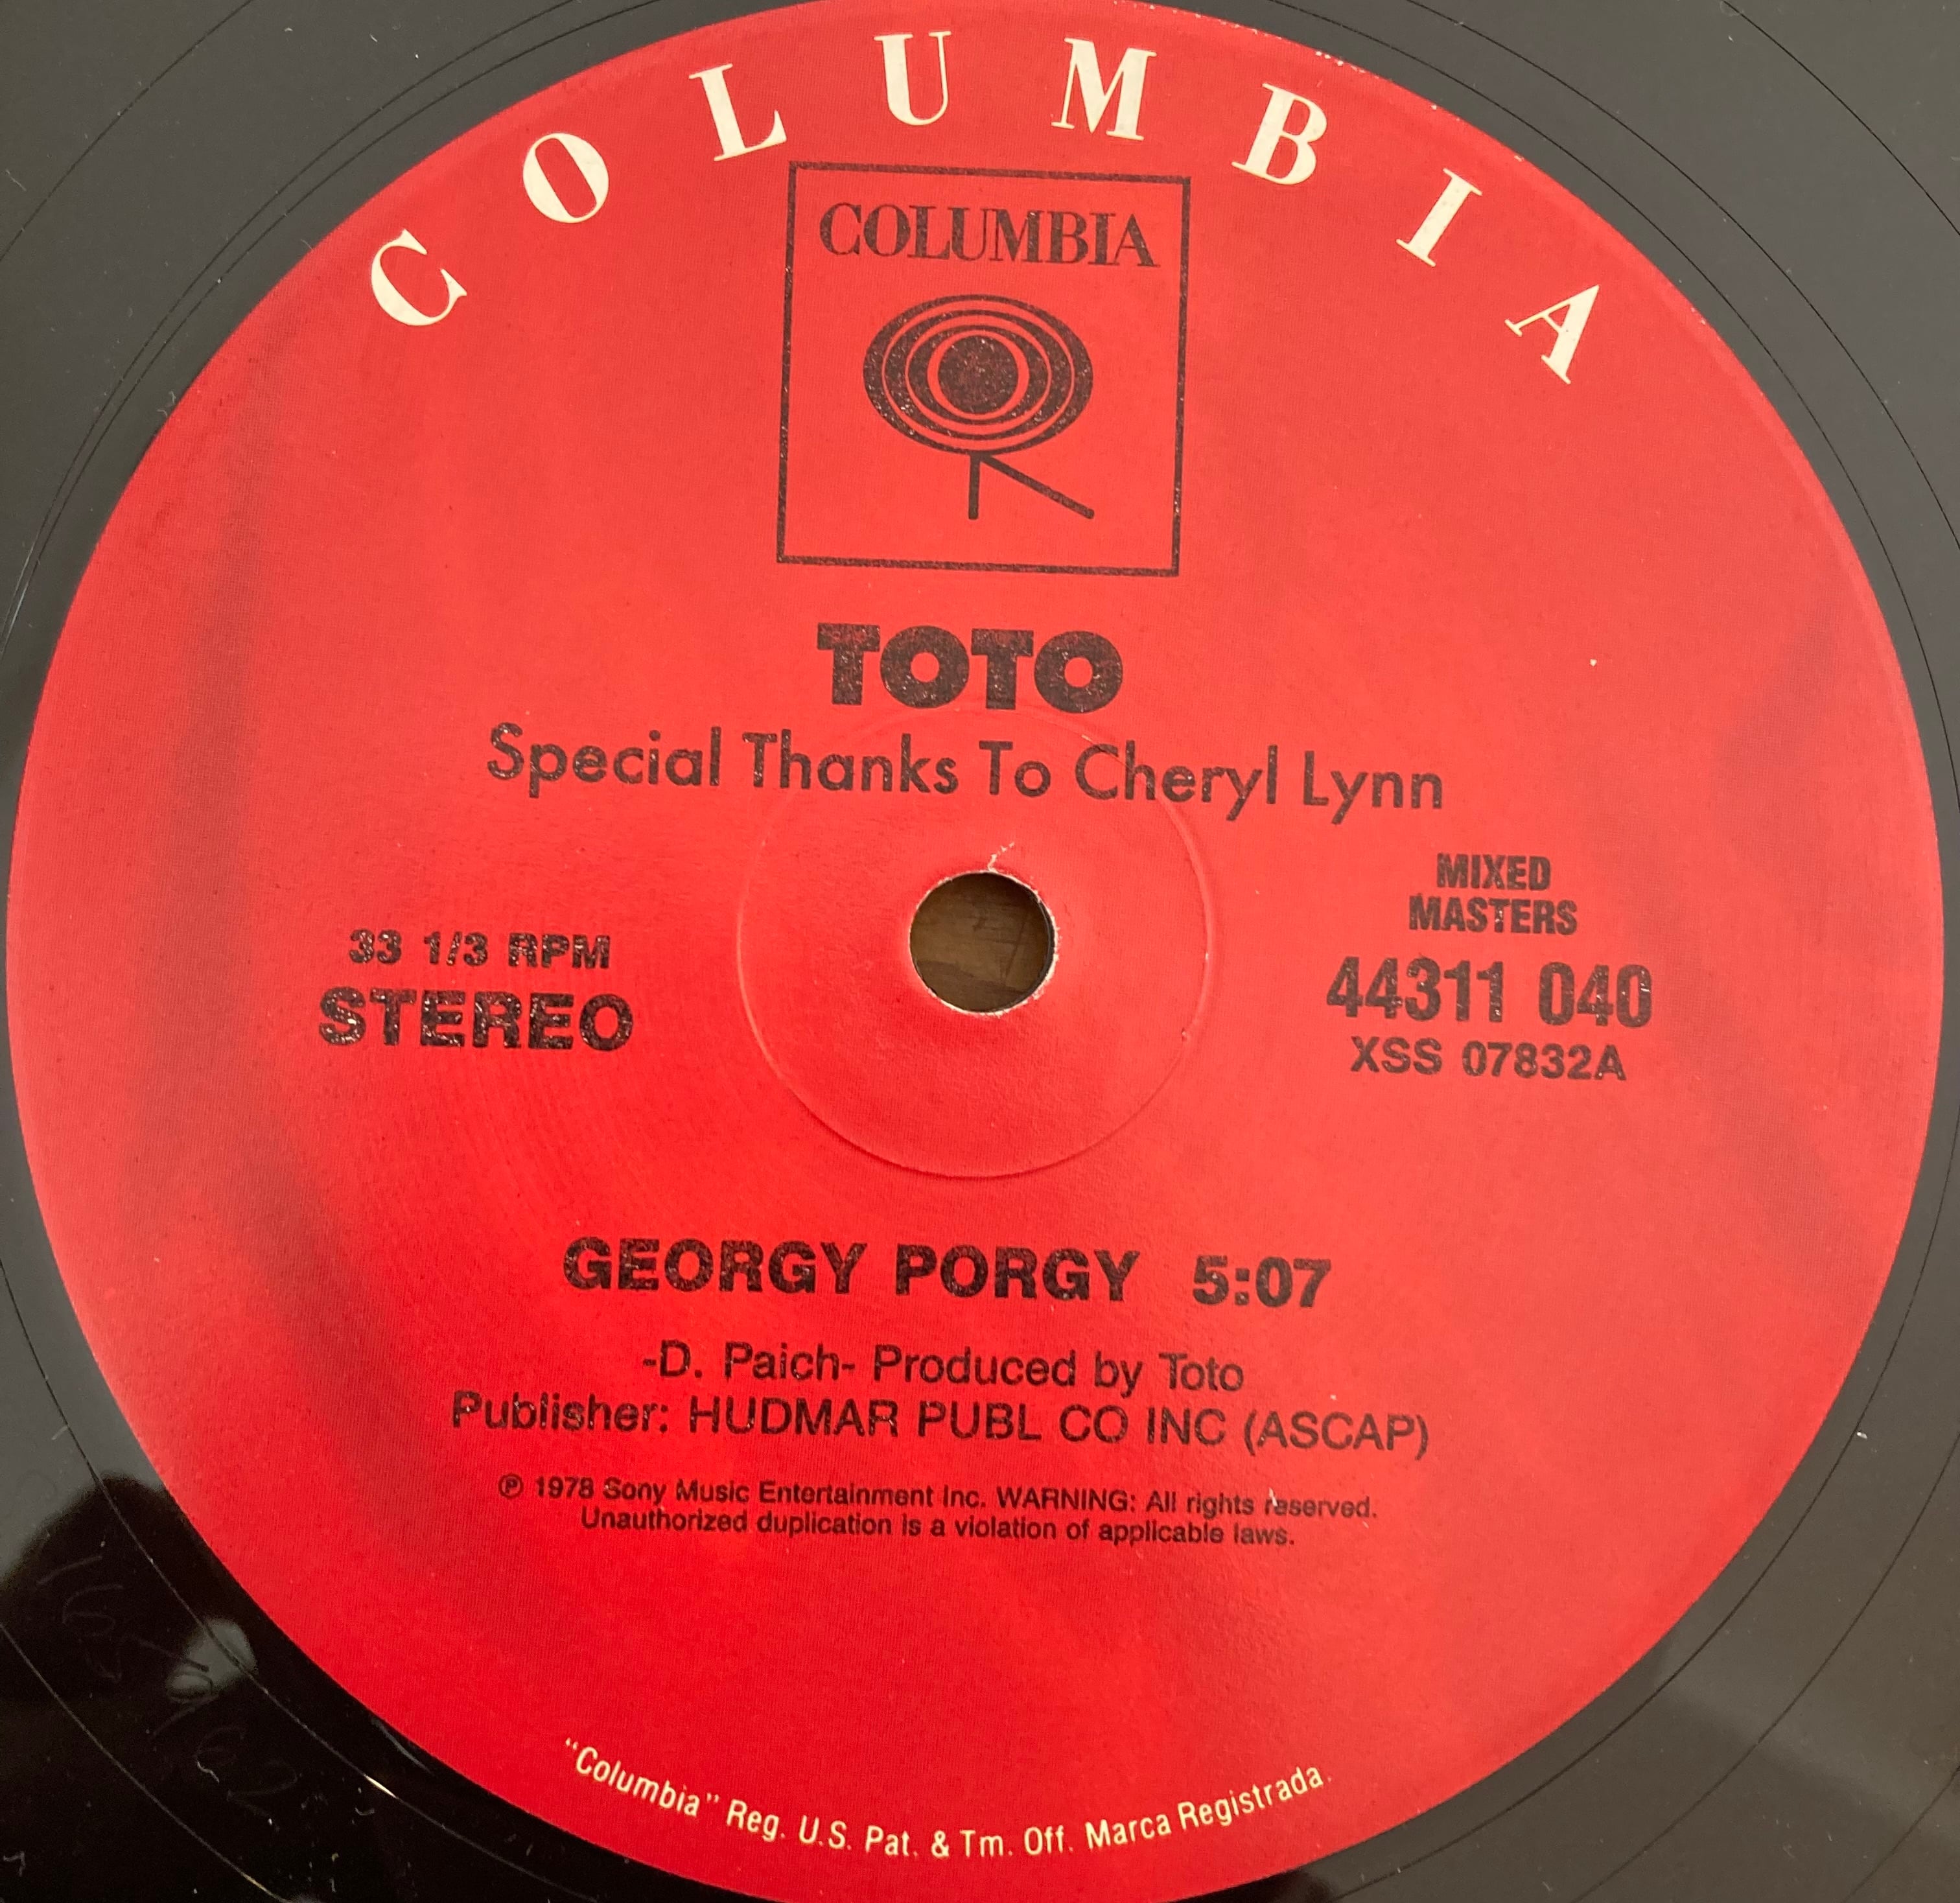 COLUMBIA
COLUMBIA
TOTO
Special Thanks To Cheryl Lynn
33 1/3 RPM
STEREO
MIXED
MASTERS
44311 040
XSS 07832A
GEORGY PORGY 5:07
-D. Paich- Produced by Toto
Publisher: HUDMAR PUBL CO INC (ASCAP)
℗ 1978 Sony Music Entertainment Inc. WARNING: All rights reserved.
Unauthorized duplication is a violation of applicable laws.
"Columbia" Reg. U.S. Pat. & Tm. Off. Marca Registrada.